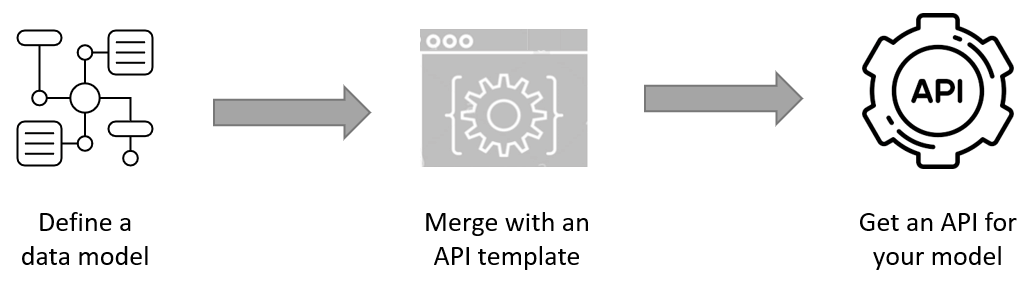 API
Define a
data model
Merge with an
API template
Get an API for
your model